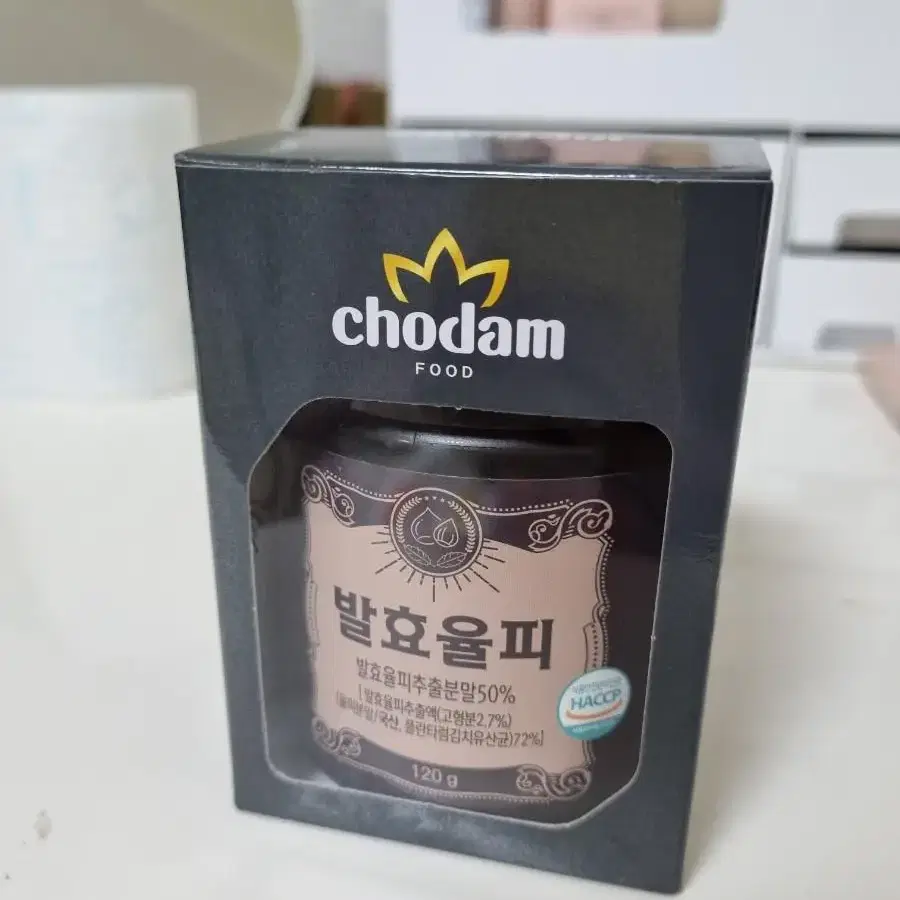 chodam
FOOD
발효율피
발효율피추출분말50%
[ 발효율피추출액(고형분2.7%)
(율피분말/국산, 플란타럼김치유산균)72%]
HACCP
120 g